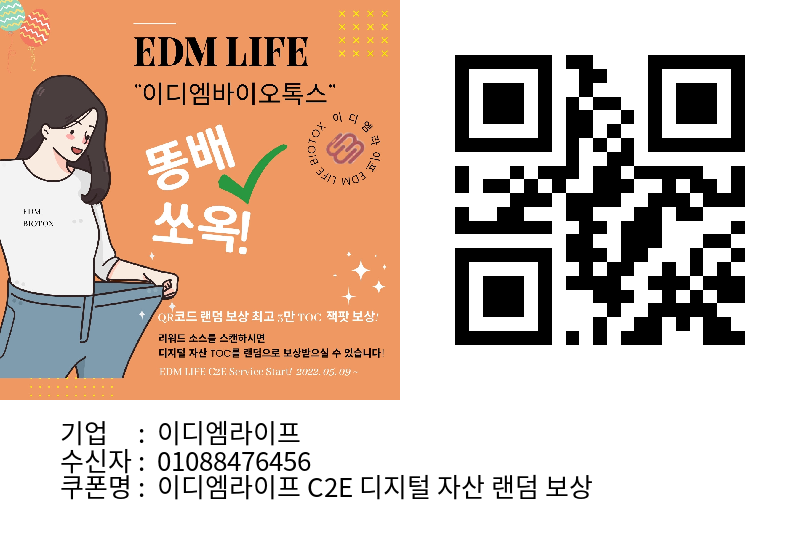 EDM LIFE
"이디엠바이오톡스"
이디엠라이프 EDM LIFE BIOTOX
똥배
쏘옥!
EDM
BIOTOX
QR코드 랜덤 보상 최고 5만 TOC 잭팟 보상!
리워드 소스를 스캔하시면
디지털 자산 TOC를 랜덤으로 보상받으실 수 있습니다!
EDM LIFE C2E Service Start! 2022. 05. 09 ~
기업 : 이디엠라이프
수신자 : 01088476456
쿠폰명 : 이디엠라이프 C2E 디지털 자산 랜덤 보상